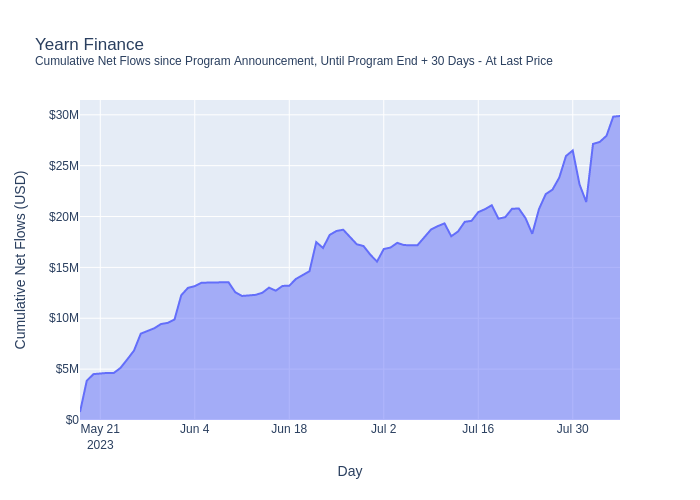 Yearn Finance
Cumulative Net Flows since Program Announcement, Until Program End + 30 Days - At Last Price
$30M
$25M
$20M
$15M
$10M
$5M
$0
Cumulative Net Flows (USD)
May 21 Jun 4 Jun 18 Jul 2 Jul 16 Jul 30
2023
Day